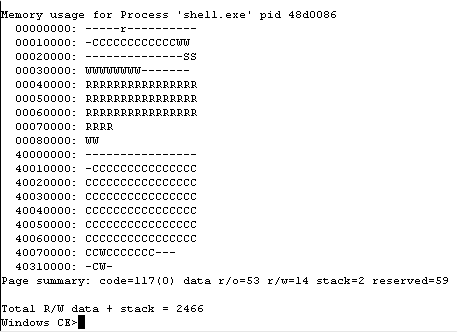 Memory usage for Process 'shell.exe' pid 48d0086
00000000: -----r----------
00010000: -CCCCCCCCCCCCWW
00020000: --------------SS
00030000: WWWWWWWW-------
00040000: RRRRRRRRRRRRRRRR
00050000: RRRRRRRRRRRRRRRR
00060000: RRRRRRRRRRRRRRRR
00070000: RRRR
00080000: WW
40000000: ----------------
40010000: -CCCCCCCCCCCCCCC
40020000: CCCCCCCCCCCCCCCC
40030000: CCCCCCCCCCCCCCCC
40040000: CCCCCCCCCCCCCCCC
40050000: CCCCCCCCCCCCCCCC
40060000: CCCCCCCCCCCCCCCC
40070000: CCWCCCCCCC---
40310000: -CW-
Page summary: code=117(0) data r/o=53 r/w=14 stack=2 reserved=59
Total R/W data + stack = 2466
Windows CE>